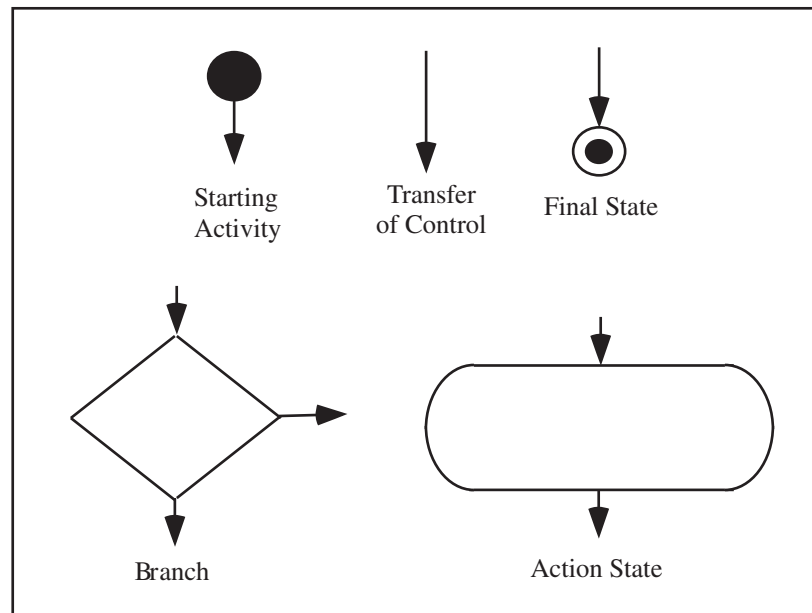 Starting
Activity
Transfer
of Control
Final State
Branch
Action State